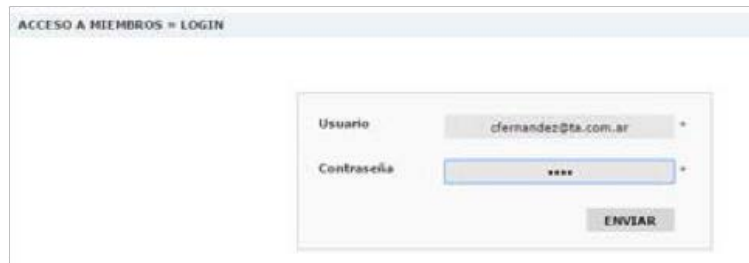 ACCESO A MIEMBROS = LOGIN
Usuario cfernandez@ta.com.ar *
Contraseña •••• *
ENVIAR